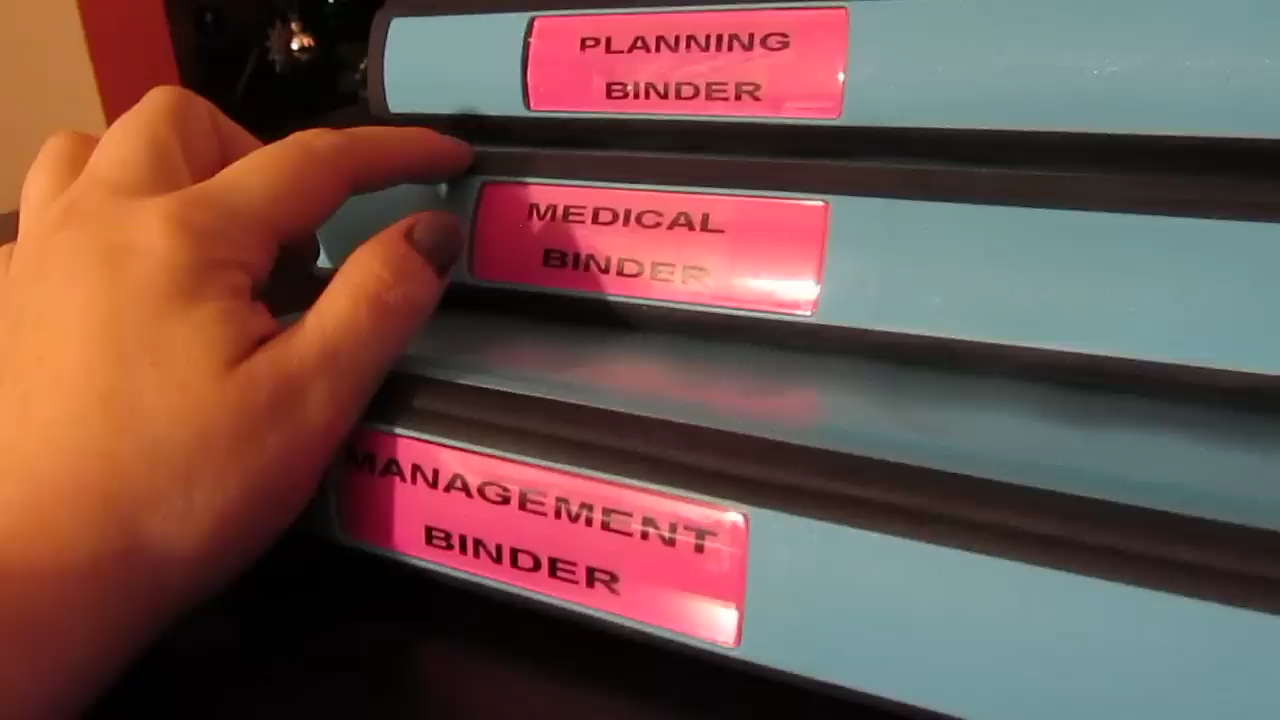 PLANNING
BINDER
MEDICAL
BINDER
MANAGEMENT
BINDER